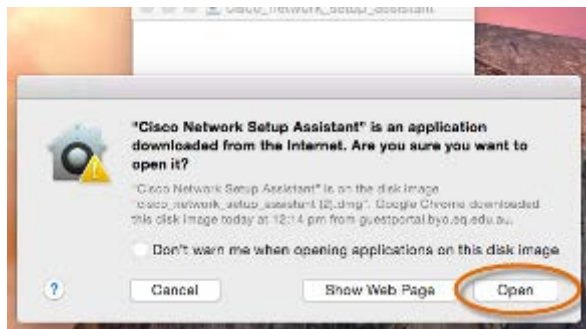 cisco_network_setup_assistant
"Cisco Network Setup Assistant" is an application
downloaded from the Internet. Are you sure you want to
open it?
"Cisco Network Setup Assistant" is on the disk image
"cisco_network_setup_assistant (2).dmg". Google Chrome downloaded
this disk image today at 12:14 pm from guestportal.byo.eq.edu.au.
Don't warn me when opening applications on this disk image
?
Cancel
Show Web Page
Open